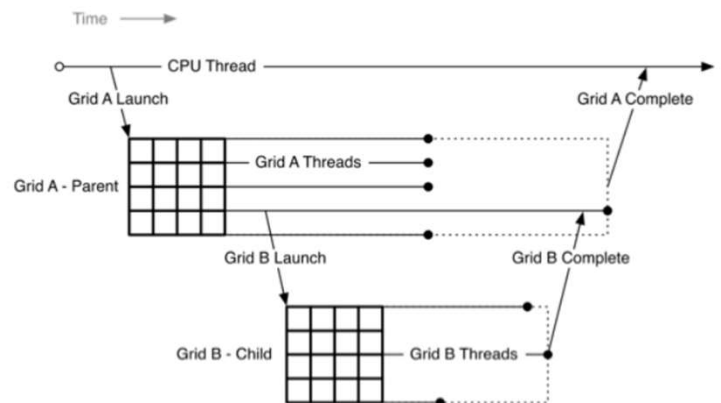 Time
CPU Thread
Grid A Launch
Grid A Complete
Grid A Threads
Grid A - Parent
Grid B Launch
Grid B Complete
Grid B - Child
Grid B Threads